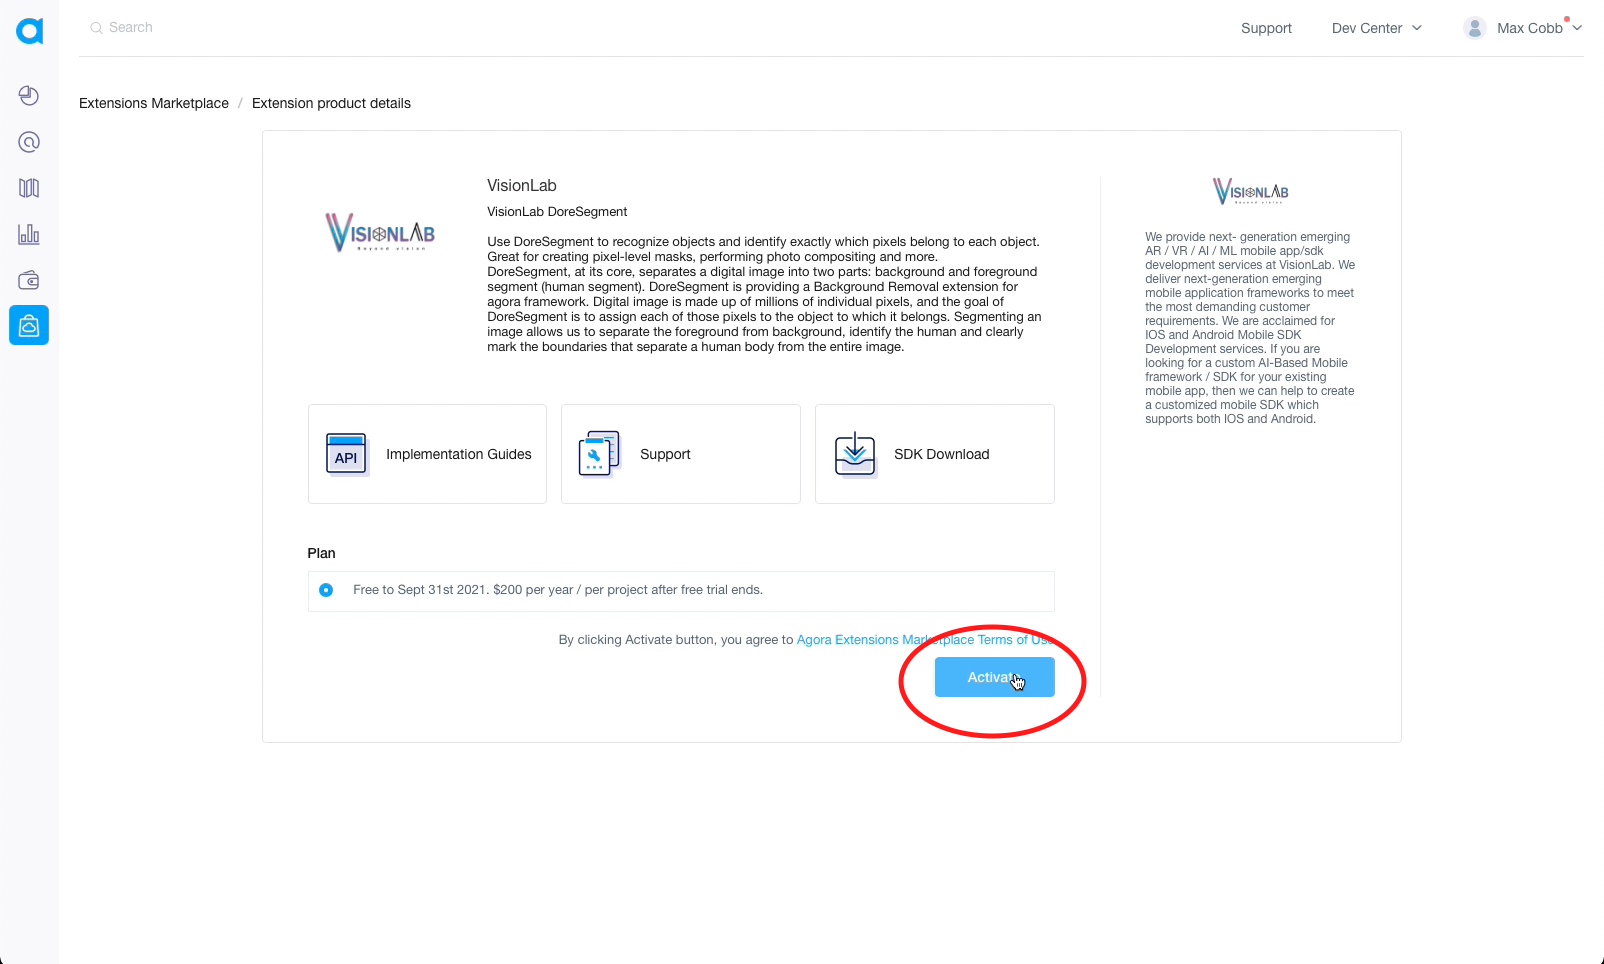 Search
Support Dev Center Max Cobb
Extensions Marketplace / Extension product details
VISIONLAB
Beyond vision
VisionLab
VisionLab DoreSegment
Use DoreSegment to recognize objects and identify exactly which pixels belong to each object.
Great for creating pixel-level masks, performing photo compositing and more.
DoreSegment, at its core, separates a digital image into two parts: background and foreground
segment (human segment). DoreSegment is providing a Background Removal extension for
agora framework. Digital image is made up of millions of individual pixels, and the goal of
DoreSegment is to assign each of those pixels to the object to which it belongs. Segmenting an
image allows us to separate the foreground from background, identify the human and clearly
mark the boundaries that separate a human body from the entire image.
API
Implementation Guides
Support
SDK Download
Plan
Free to Sept 31st 2021. $200 per year / per project after free trial ends.
By clicking Activate button, you agree to Agora Extensions Marketplace Terms of Use
Activate
VISIONLAB
Beyond vision
We provide next- generation emerging
AR / VR / AI / ML mobile app/sdk
development services at VisionLab. We
deliver next-generation emerging
mobile application frameworks to meet
the most demanding customer
requirements. We are acclaimed for
IOS and Android Mobile SDK
Development services. If you are
looking for a custom AI-Based Mobile
framework / SDK for your existing
mobile app, then we can help to create
a customized mobile SDK which
supports both IOS and Android.